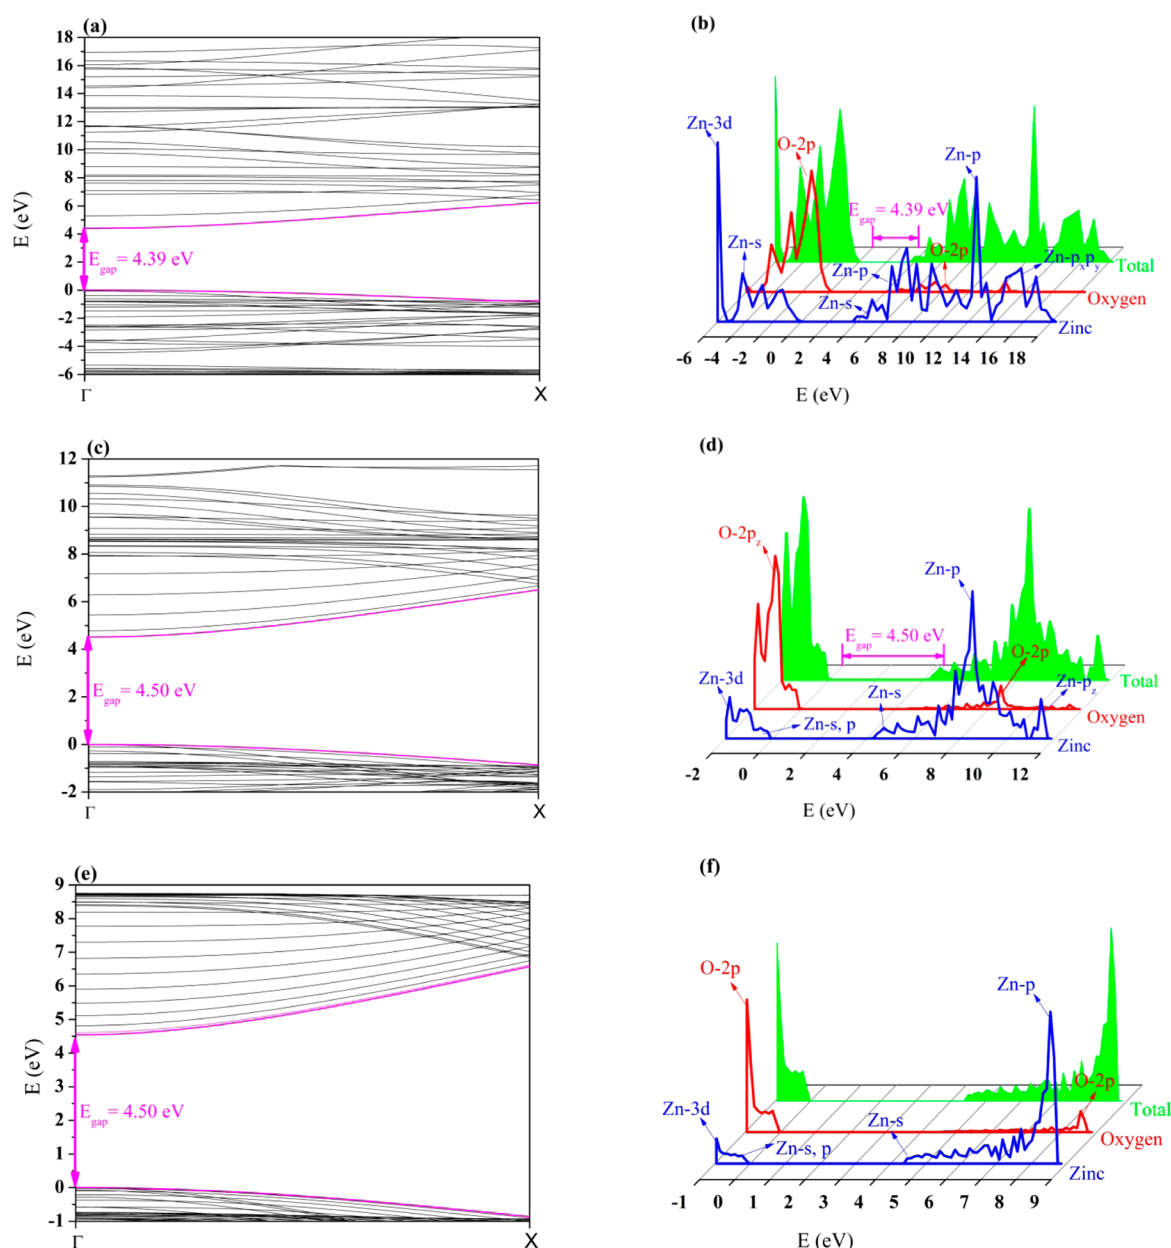 (a)
18
16
14
12
10
8
6
4
2
0
-2
-4
-6
E (eV)
E_gap = 4.39 eV
Γ
X
(b)
Zn-3d
O-2p
Zn-p
E_gap = 4.39 eV
Zn-s
O-2p
Zn-p
Zn-p_xp_y
Zn-s
Total
Oxygen
Zinc
-6 -4 -2 0 2 4 6 8 10 12 14 16 18
E (eV)
(c)
12
10
8
6
4
2
0
-2
E (eV)
E_gap = 4.50 eV
Γ
X
(d)
O-2p_z
Zn-p
E_gap = 4.50 eV
O-2p
Zn-3d
Zn-s
Zn-p_z
Zn-s, p
Total
Oxygen
Zinc
-2 0 2 4 6 8 10 12
E (eV)
(e)
9
8
7
6
5
4
3
2
1
0
-1
E (eV)
E_gap = 4.50 eV
Γ
X
(f)
O-2p
Zn-p
O-2p
Zn-3d
Zn-s
Zn-s, p
Total
Oxygen
Zinc
-1 0 1 2 3 4 5 6 7 8 9
E (eV)